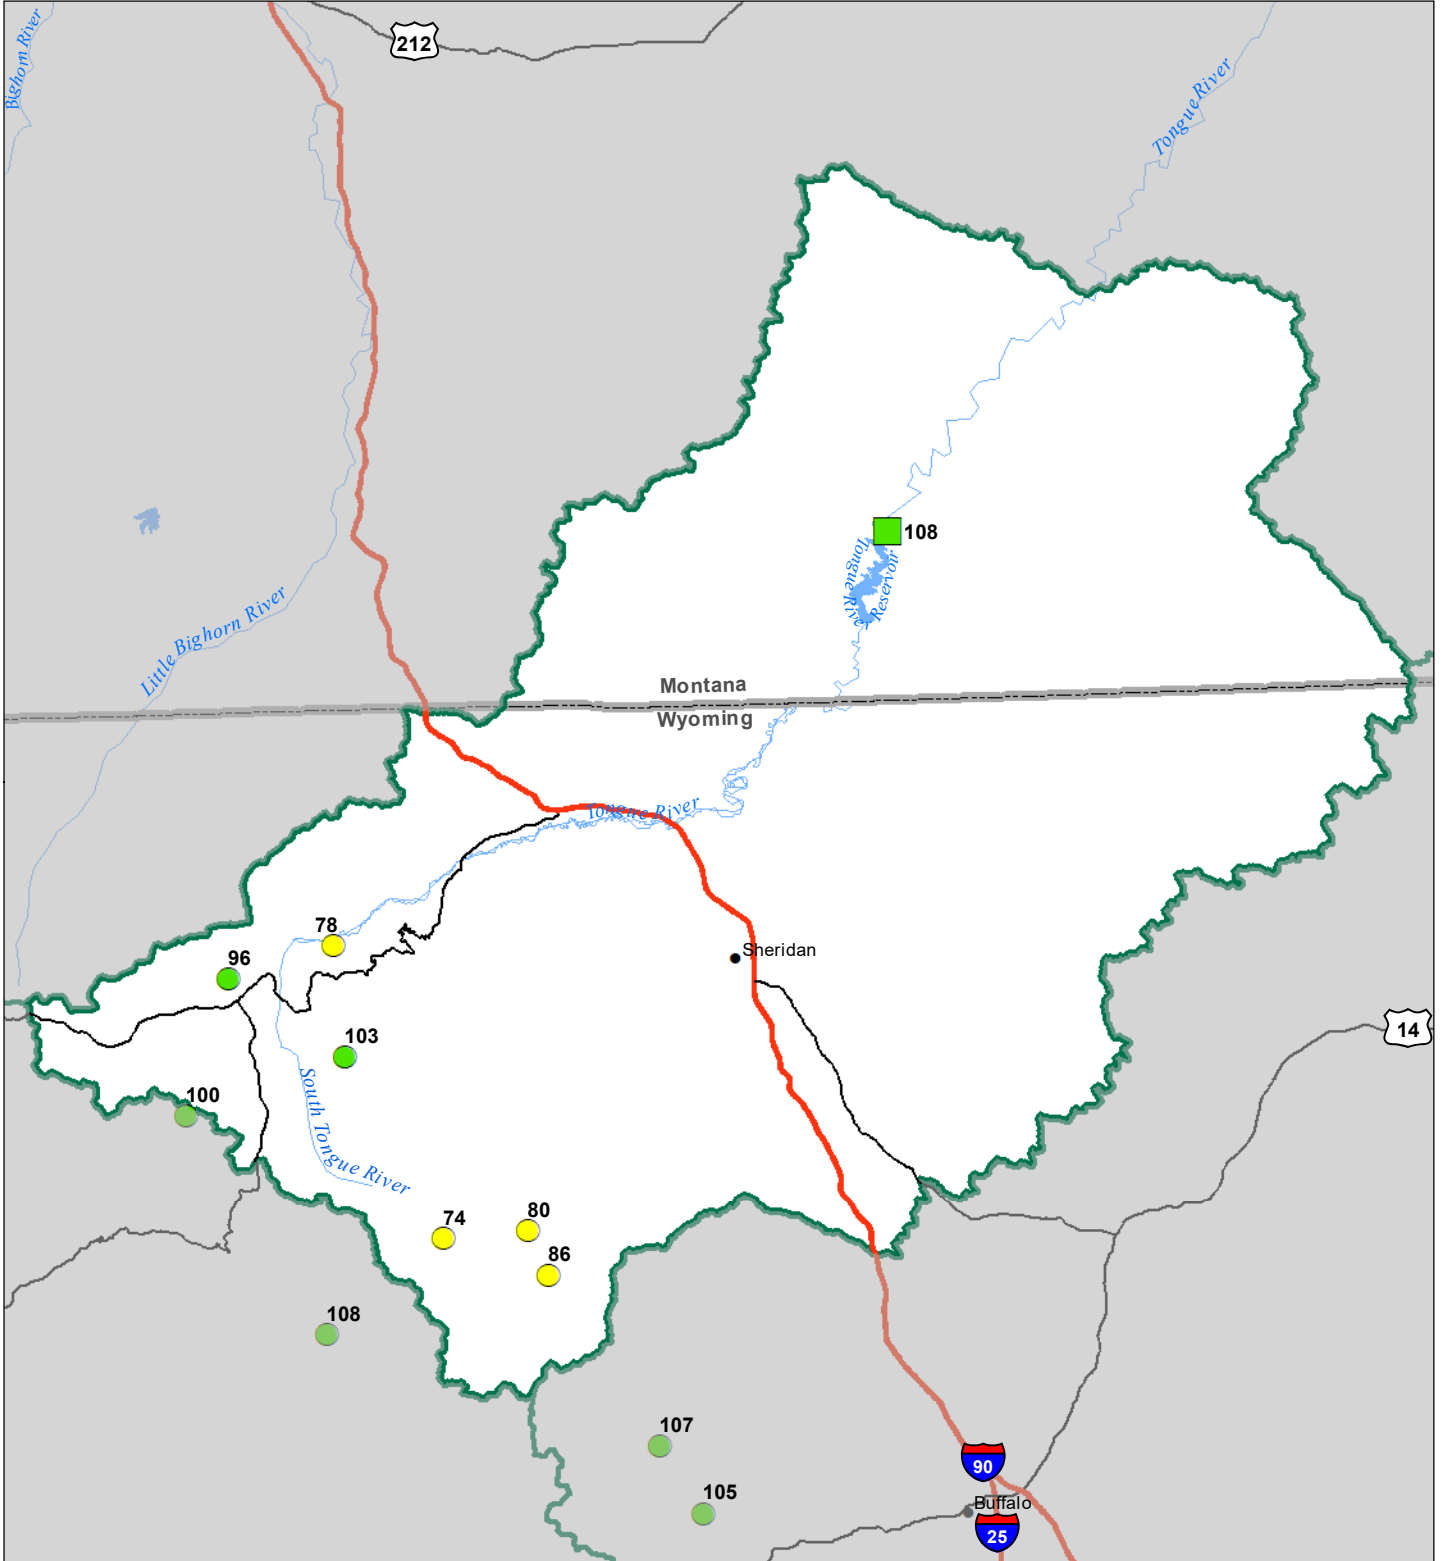 212
Bighorn River
Tongue River
108
Tongue River
Reservoir
Little Bighorn River
Montana
Wyoming
Tongue River
78
Sheridan
96
14
103
100
South Tongue River
80
74
86
108
107
90
105
Buffalo
25